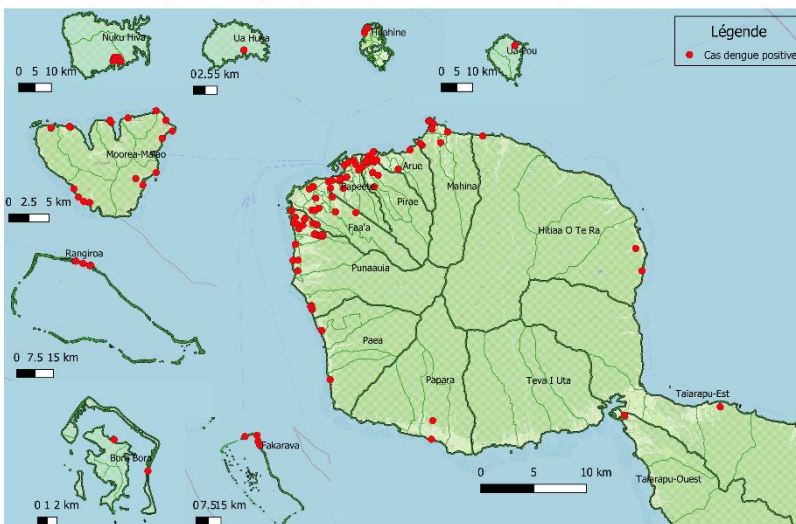 Nuku Hiva
0 5 10 km
Ua Huka
0 2.55 km
Huahine
Ua Pou
0 5 10 km
Légende
Cas dengue positive
Moorea-Maiao
0 2.5 5 km
Arue
Papeete
Pirae
Mahina
Faa'a
Hitiaa O Te Ra
Punaauia
Rangiroa
0 7.5 15 km
Paea
Papara
Teva I Uta
Taiarapu-Est
Bora Bora
0 1 2 km
Fakarava
0 7.5 15 km
0 5 10 km
Taiarapu-Ouest